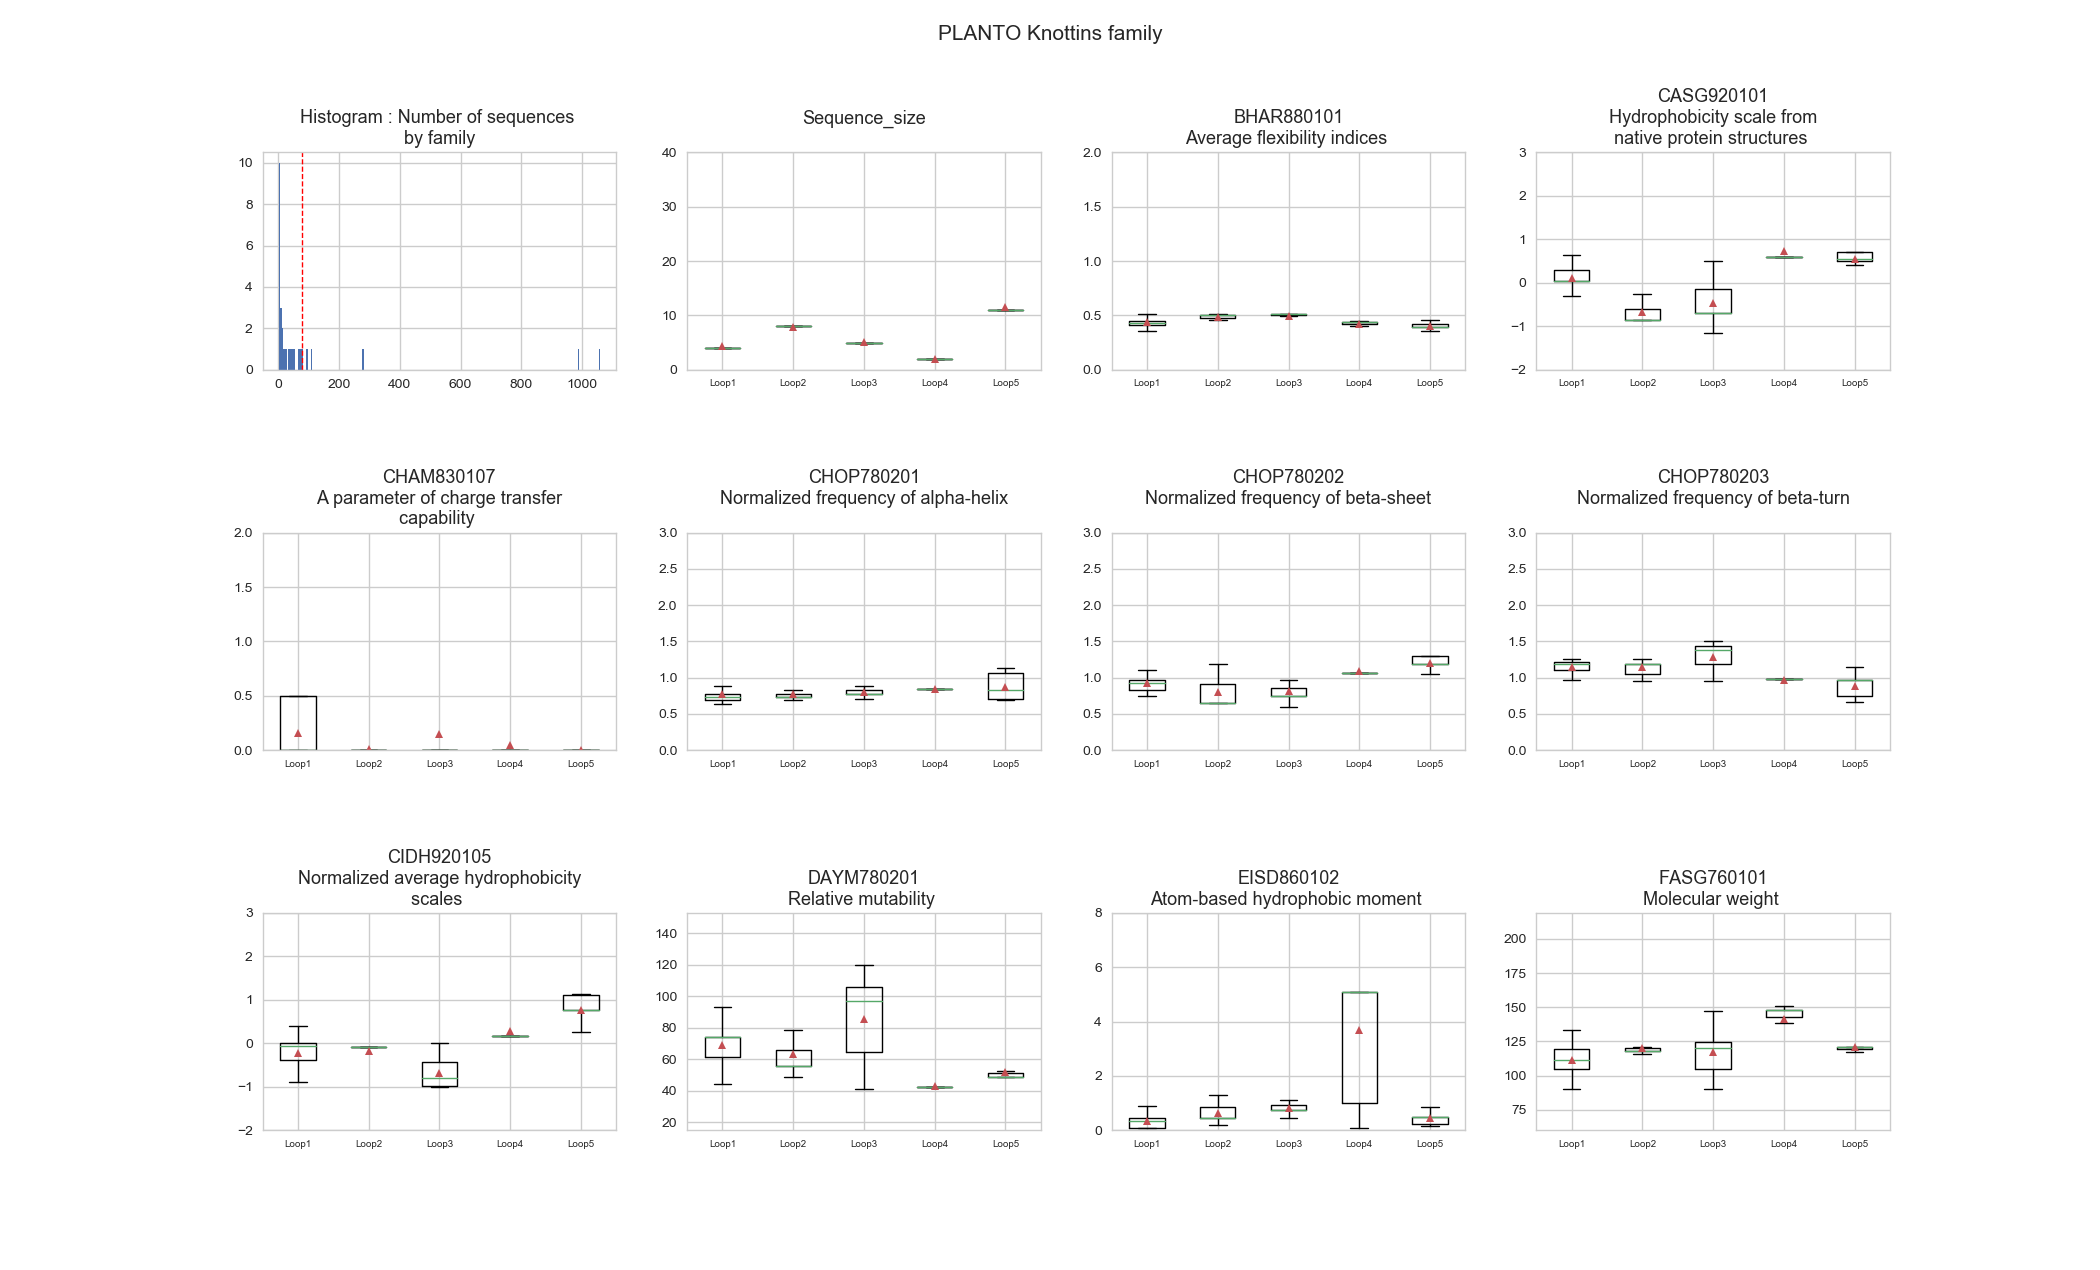 PLANTO Knottins family
Histogram : Number of sequences
by family
10
8
6
4
2
0
0 200 400 600 800 1000
Sequence_size
40
30
20
10
0
Loop1 Loop2 Loop3 Loop4 Loop5
BHAR880101
Average flexibility indices
2.0
1.5
1.0
0.5
0.0
Loop1 Loop2 Loop3 Loop4 Loop5
CASG920101
Hydrophobicity scale from
native protein structures
3
2
1
0
−1
−2
Loop1 Loop2 Loop3 Loop4 Loop5
CHAM830107
A parameter of charge transfer
capability
2.0
1.5
1.0
0.5
0.0
Loop1 Loop2 Loop3 Loop4 Loop5
CHOP780201
Normalized frequency of alpha-helix
3.0
2.5
2.0
1.5
1.0
0.5
0.0
Loop1 Loop2 Loop3 Loop4 Loop5
CHOP780202
Normalized frequency of beta-sheet
3.0
2.5
2.0
1.5
1.0
0.5
0.0
Loop1 Loop2 Loop3 Loop4 Loop5
CHOP780203
Normalized frequency of beta-turn
3.0
2.5
2.0
1.5
1.0
0.5
0.0
Loop1 Loop2 Loop3 Loop4 Loop5
CIDH920105
Normalized average hydrophobicity
scales
3
2
1
0
−1
−2
Loop1 Loop2 Loop3 Loop4 Loop5
DAYM780201
Relative mutability
140
120
100
80
60
40
20
Loop1 Loop2 Loop3 Loop4 Loop5
EISD860102
Atom-based hydrophobic moment
8
6
4
2
0
Loop1 Loop2 Loop3 Loop4 Loop5
FASG760101
Molecular weight
200
175
150
125
100
75
Loop1 Loop2 Loop3 Loop4 Loop5